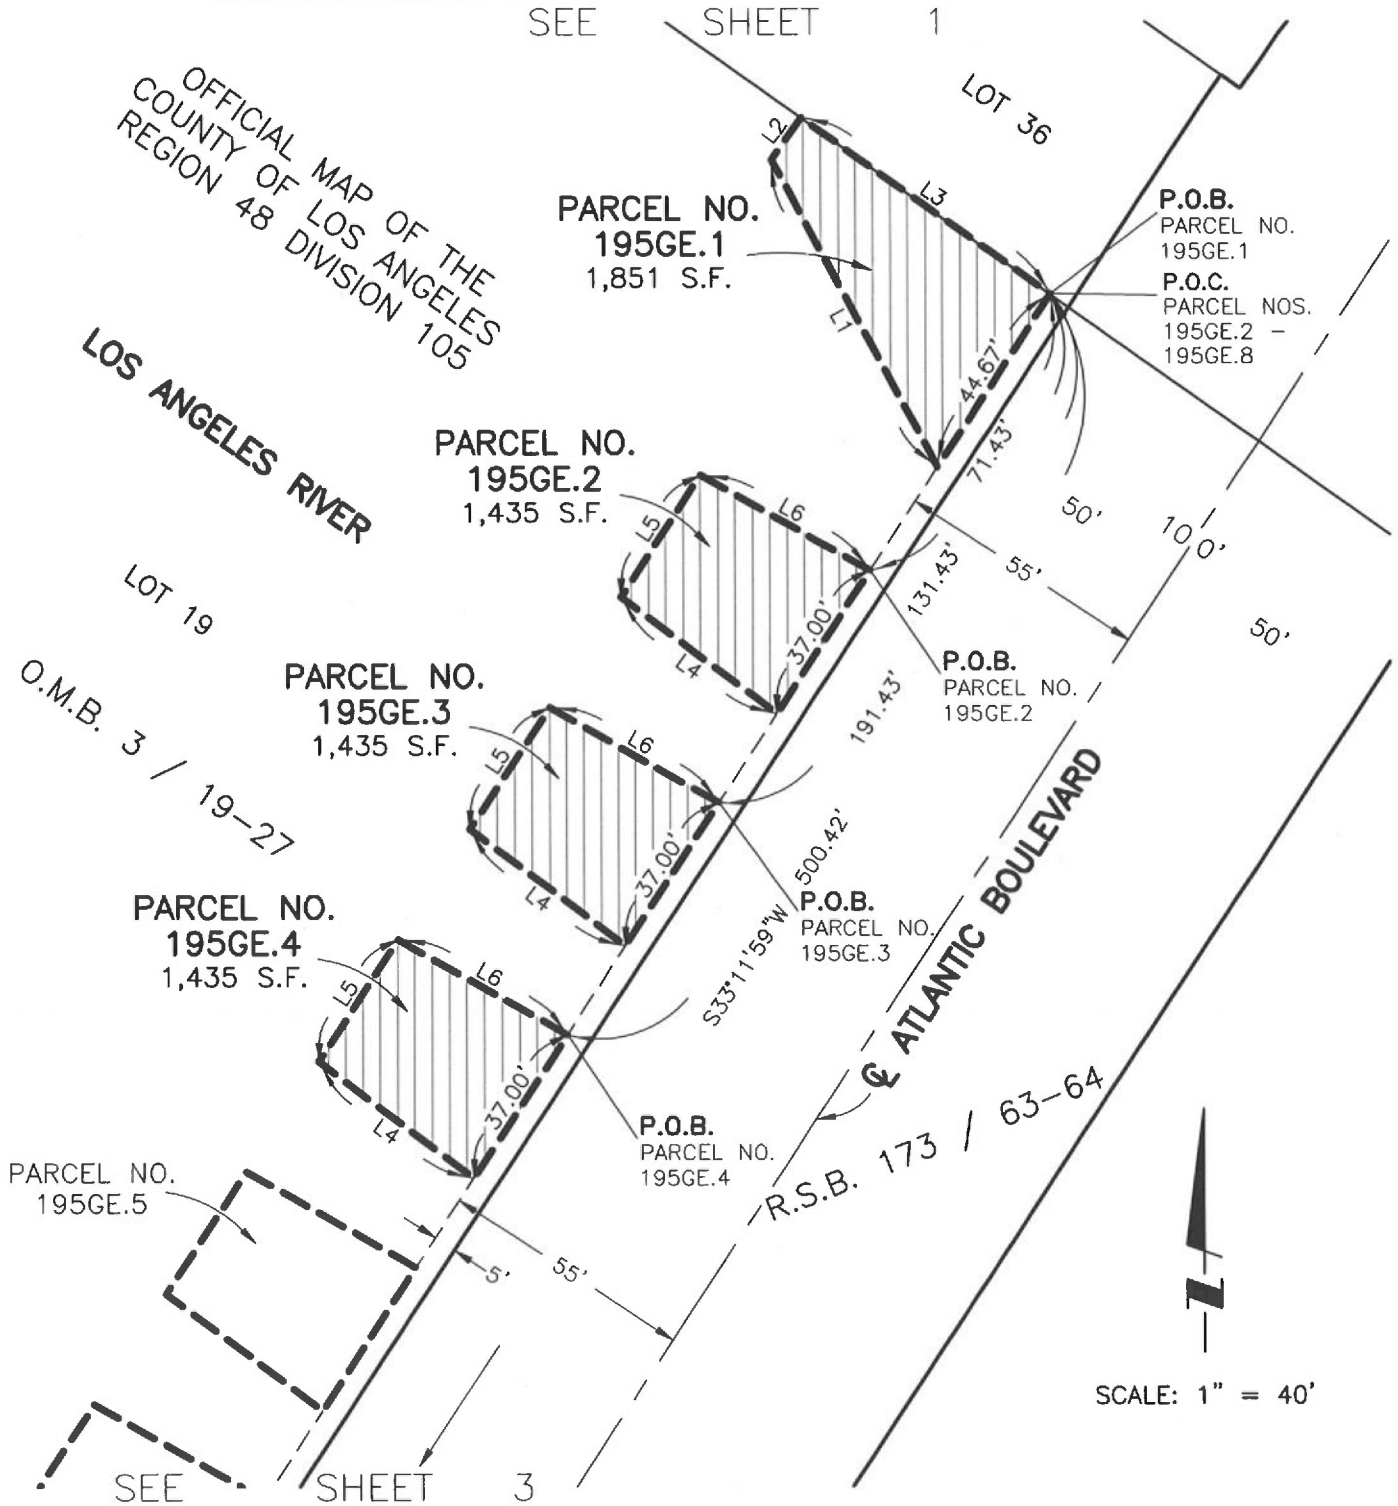 SEE SHEET 1
OFFICIAL MAP OF THE
COUNTY OF LOS ANGELES
REGION 48 DIVISION 105
LOT 36
L2
L3
L1
PARCEL NO.
195GE.1
1,851 S.F.
P.O.B.
PARCEL NO.
195GE.1
P.O.C.
PARCEL NOS.
195GE.2 –
195GE.8
44.67'
71.43'
LOS ANGELES RIVER
PARCEL NO.
195GE.2
1,435 S.F.
L6
L5
L4
37.00'
131.43'
50'
100'
55'
50'
P.O.B.
PARCEL NO.
195GE.2
LOT 19
O.M.B. 3 / 19-27
PARCEL NO.
195GE.3
1,435 S.F.
L6
L5
L4
37.00'
191.43'
S33°11'59"W 500.42'
P.O.B.
PARCEL NO.
195GE.3
℄ ATLANTIC BOULEVARD
PARCEL NO.
195GE.4
1,435 S.F.
L6
L5
L4
37.00'
P.O.B.
PARCEL NO.
195GE.4
R.S.B. 173 / 63-64
PARCEL NO.
195GE.5
5'
55'
Z
SCALE: 1" = 40'
SEE SHEET 3